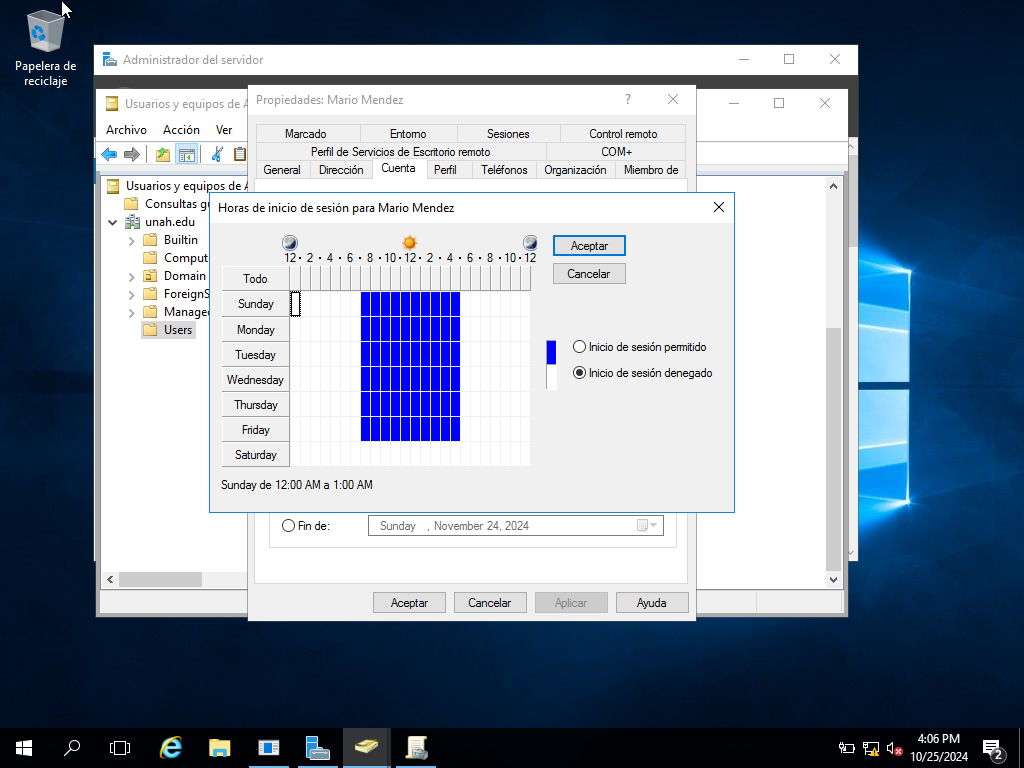 Papelera de
reciclaje
Administrador del servidor
Usuarios y equipos de A
Propiedades: Mario Mendez
?
Archivo Acción Ver
Marcado Entorno Sesiones Control remoto
Perfil de Servicios de Escritorio remoto COM+
General Dirección Cuenta Perfil Teléfonos Organización Miembro de
Usuarios y equipos de A
Consultas gu
unah.edu
Builtin
Comput
Domain
ForeignS
Managed
Users
Horas de inicio de sesión para Mario Mendez
12 · 2 · 4 · 6 · 8 · 10 · 12 · 2 · 4 · 6 · 8 · 10 · 12
Todo
Sunday
Monday
Tuesday
Wednesday
Thursday
Friday
Saturday
Aceptar
Cancelar
Inicio de sesión permitido
Inicio de sesión denegado
Sunday de 12:00 AM a 1:00 AM
Fin de: Sunday , November 24, 2024
Aceptar Cancelar Aplicar Ayuda
4:06 PM
10/25/2024
2